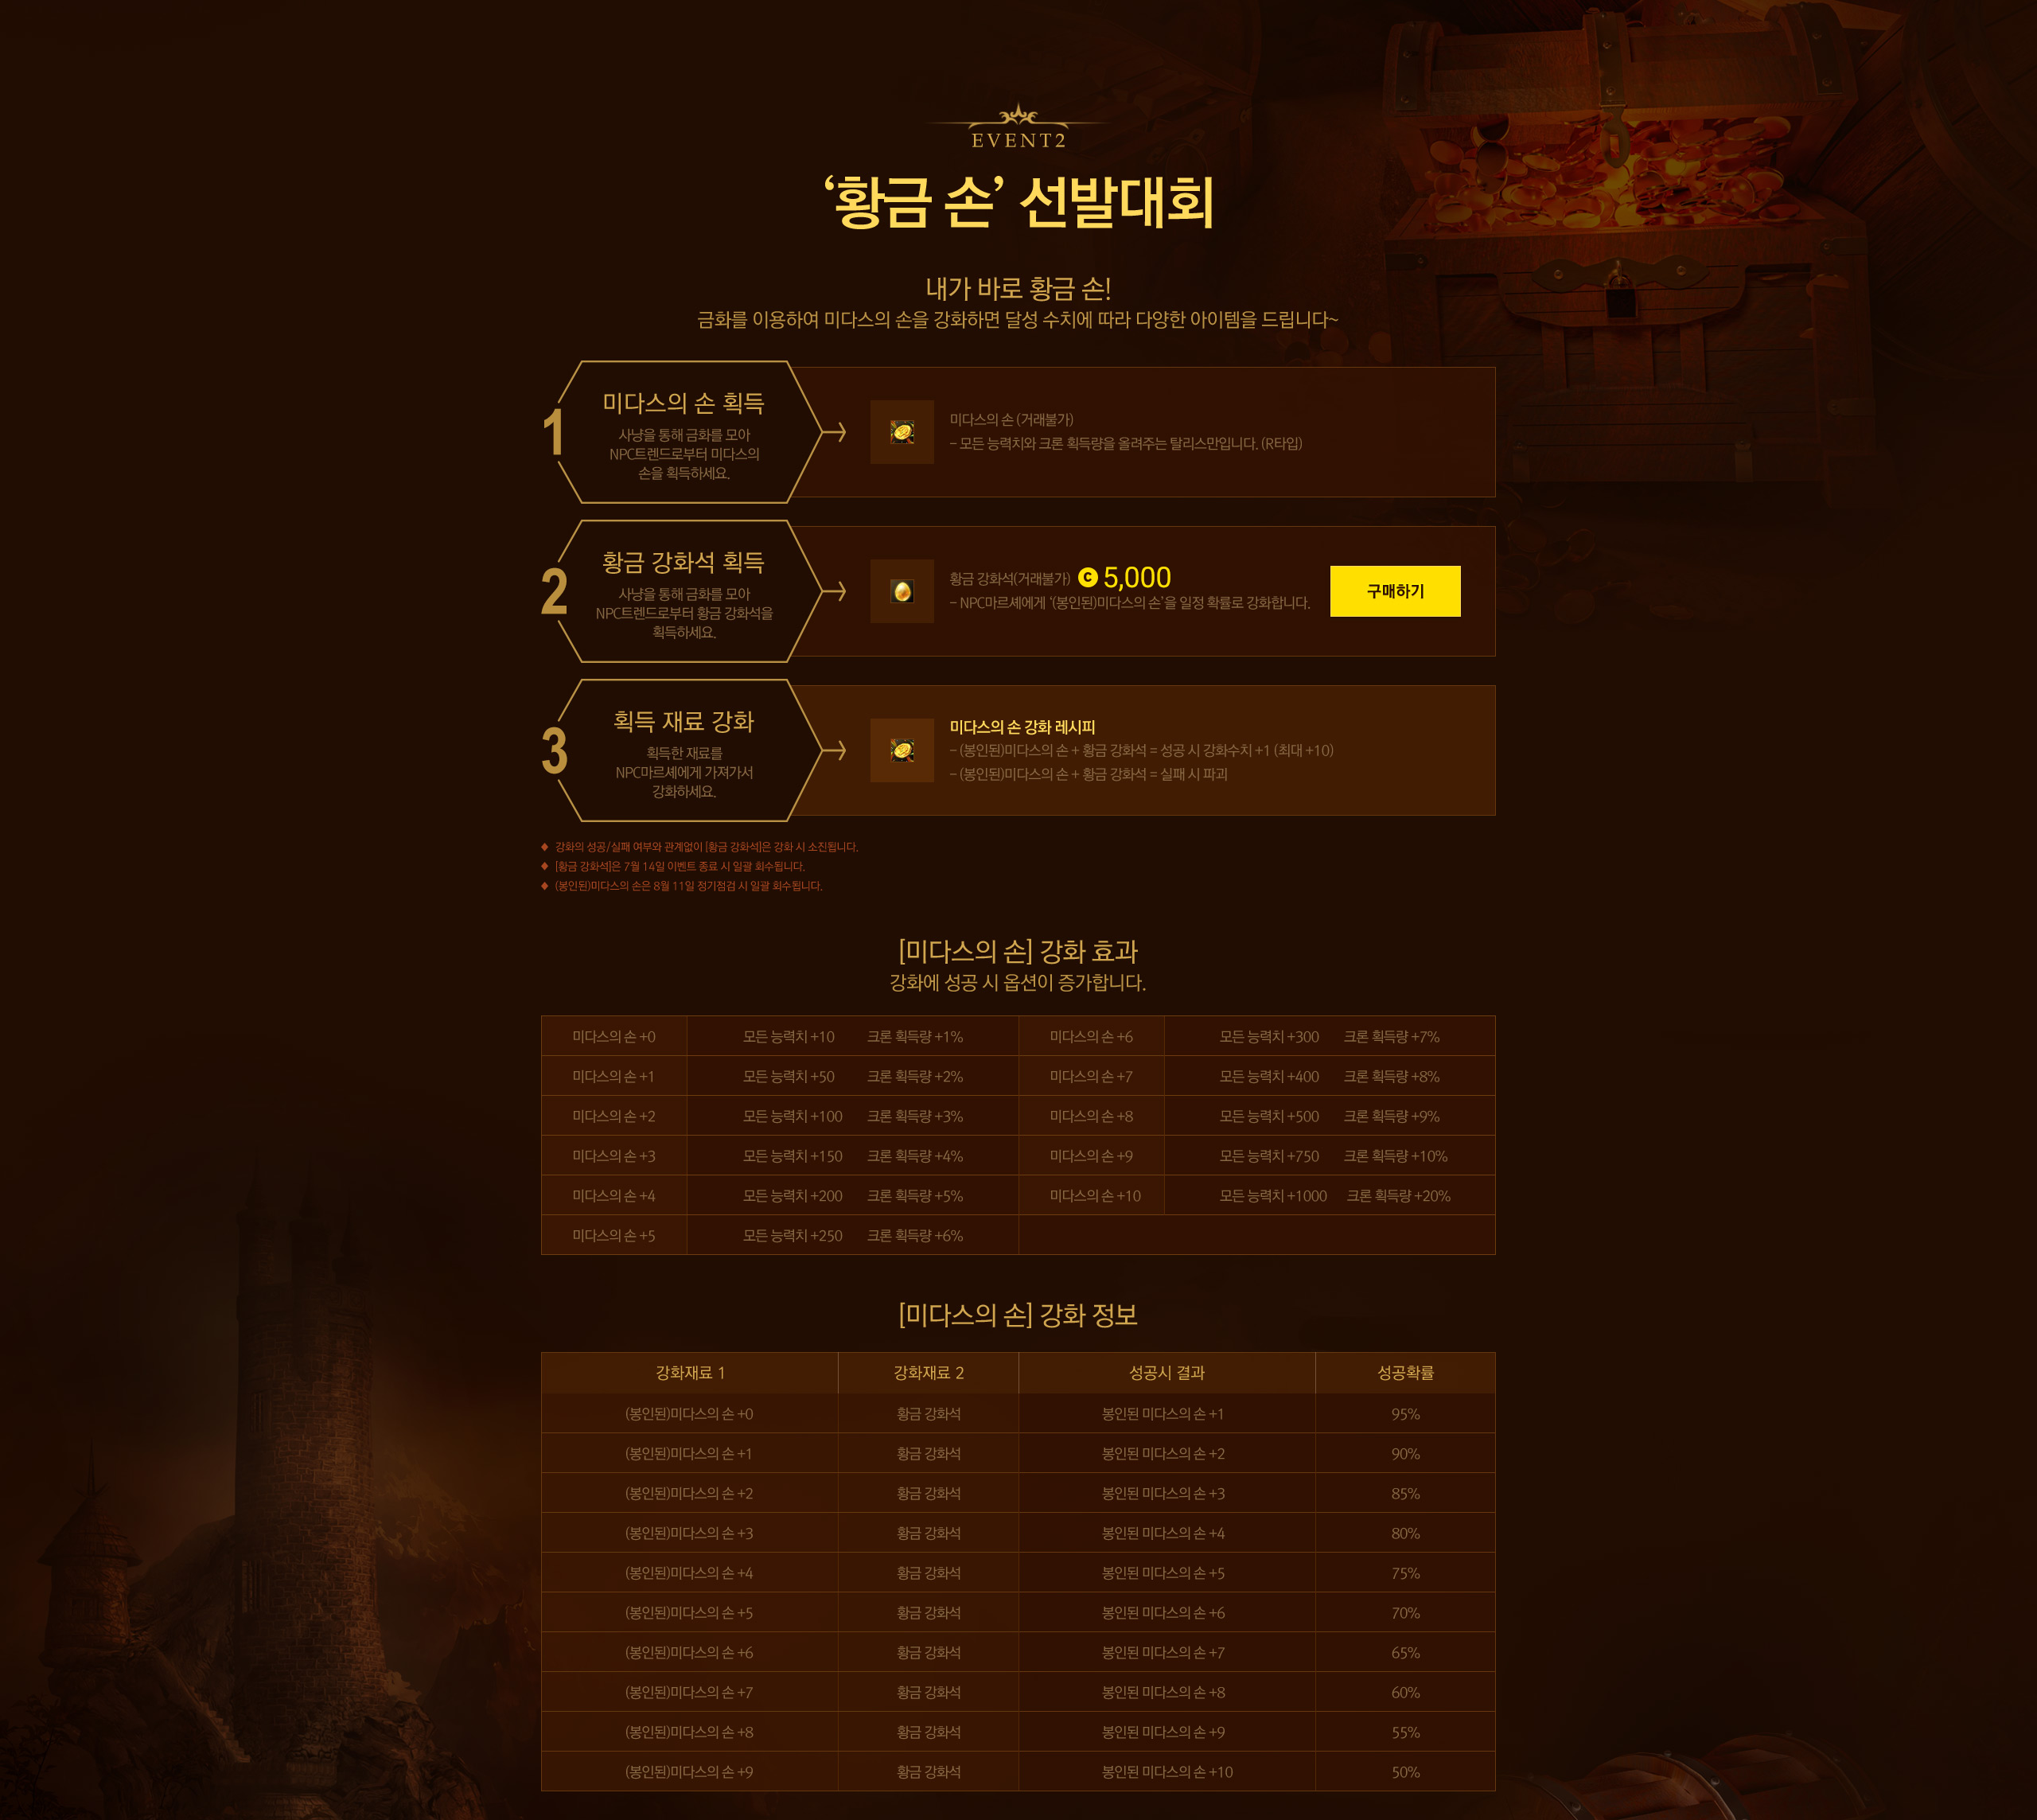 EVENT2
‘황금 손’ 선발대회
내가 바로 황금 손!
금화를 이용하여 미다스의 손을 강화하면 달성 수치에 따라 다양한 아이템을 드립니다~
1
미다스의 손 획득
사냥을 통해 금화를 모아
NPC트렌드로부터 미다스의
손을 획득하세요.
미다스의 손 (거래불가)
- 모든 능력치와 크론 획득량을 올려주는 탈리스만입니다. (R타입)
2
황금 강화석 획득
사냥을 통해 금화를 모아
NPC트렌드로부터 황금 강화석을
획득하세요.
황금 강화석(거래불가) C 5,000
- NPC마르셰에게 ‘(봉인된)미다스의 손’을 일정 확률로 강화합니다.
구매하기
3
획득 재료 강화
획득한 재료를
NPC마르셰에게 가져가서
강화하세요.
미다스의 손 강화 레시피
- (봉인된)미다스의 손 + 황금 강화석 = 성공 시 강화수치 +1 (최대 +10)
- (봉인된)미다스의 손 + 황금 강화석 = 실패 시 파괴
♦ 강화의 성공/실패 여부와 관계없이 [황금 강화석]은 강화 시 소진됩니다.
♦ [황금 강화석]은 7월 14일 이벤트 종료 시 일괄 회수됩니다.
♦ (봉인된)미다스의 손은 8월 11일 정기점검 시 일괄 회수됩니다.
[미다스의 손] 강화 효과
강화에 성공 시 옵션이 증가합니다.
미다스의 손 +0 모든 능력치 +10 크론 획득량 +1% 미다스의 손 +6 모든 능력치 +300 크론 획득량 +7%
미다스의 손 +1 모든 능력치 +50 크론 획득량 +2% 미다스의 손 +7 모든 능력치 +400 크론 획득량 +8%
미다스의 손 +2 모든 능력치 +100 크론 획득량 +3% 미다스의 손 +8 모든 능력치 +500 크론 획득량 +9%
미다스의 손 +3 모든 능력치 +150 크론 획득량 +4% 미다스의 손 +9 모든 능력치 +750 크론 획득량 +10%
미다스의 손 +4 모든 능력치 +200 크론 획득량 +5% 미다스의 손 +10 모든 능력치 +1000 크론 획득량 +20%
미다스의 손 +5 모든 능력치 +250 크론 획득량 +6%
[미다스의 손] 강화 정보
강화재료 1 강화재료 2 성공시 결과 성공확률
(봉인된)미다스의 손 +0 황금 강화석 봉인된 미다스의 손 +1 95%
(봉인된)미다스의 손 +1 황금 강화석 봉인된 미다스의 손 +2 90%
(봉인된)미다스의 손 +2 황금 강화석 봉인된 미다스의 손 +3 85%
(봉인된)미다스의 손 +3 황금 강화석 봉인된 미다스의 손 +4 80%
(봉인된)미다스의 손 +4 황금 강화석 봉인된 미다스의 손 +5 75%
(봉인된)미다스의 손 +5 황금 강화석 봉인된 미다스의 손 +6 70%
(봉인된)미다스의 손 +6 황금 강화석 봉인된 미다스의 손 +7 65%
(봉인된)미다스의 손 +7 황금 강화석 봉인된 미다스의 손 +8 60%
(봉인된)미다스의 손 +8 황금 강화석 봉인된 미다스의 손 +9 55%
(봉인된)미다스의 손 +9 황금 강화석 봉인된 미다스의 손 +10 50%